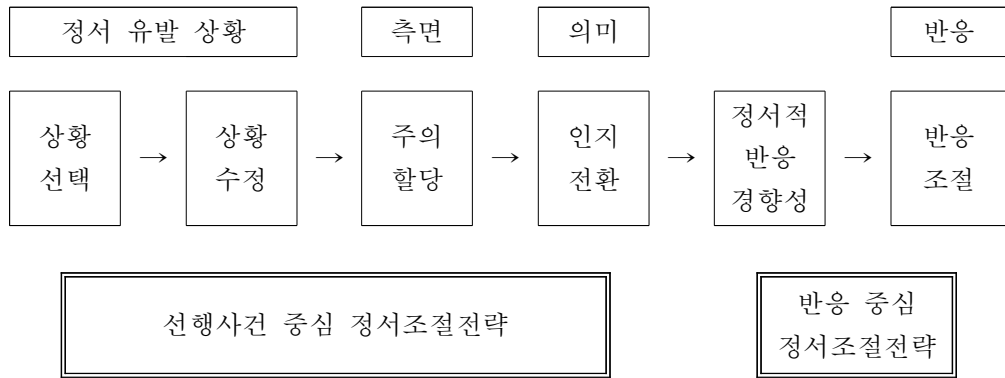 정서 유발 상황 측면 의미 반응
상황 선택 → 상황 수정 → 주의 할당 → 인지 전환 → 정서적 반응 경향성 → 반응 조절
선행사건 중심 정서조절전략
반응 중심
정서조절전략